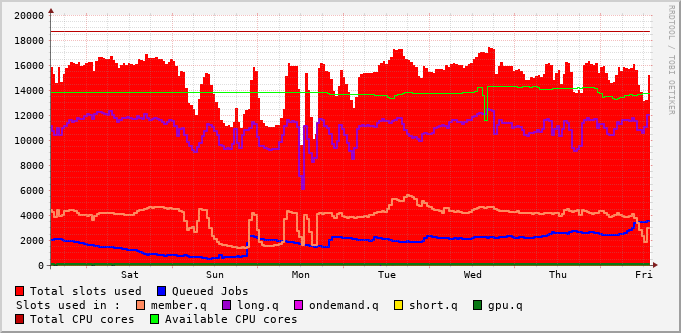 20000
18000
16000
14000
12000
10000
8000
6000
4000
2000
0
Sat Sun Mon Tue Wed Thu Fri
RRDTOOL / TOBI OETIKER
Total slots used Queued Jobs
Slots used in : member.q long.q ondemand.q short.q gpu.q
Total CPU cores Available CPU cores